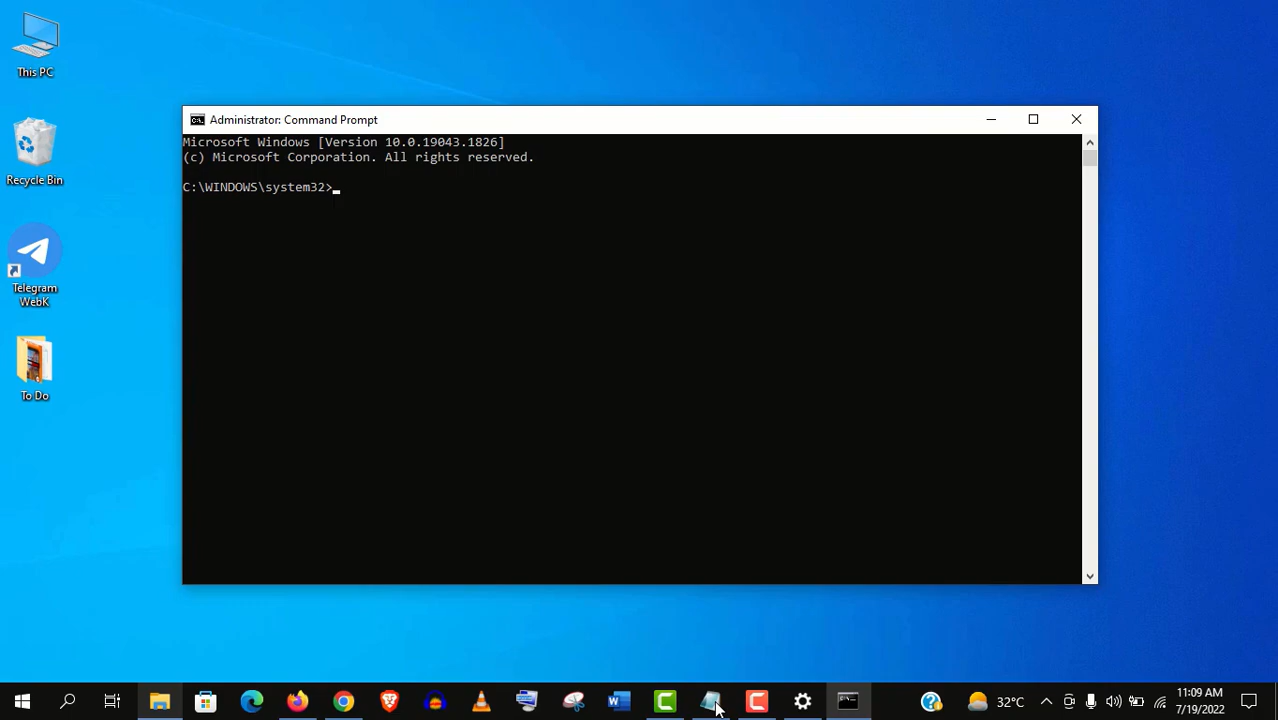 This PC
Recycle Bin
Telegram
WebK
To Do
Administrator: Command Prompt
Microsoft Windows [Version 10.0.19043.1826]
(c) Microsoft Corporation. All rights reserved.
C:\WINDOWS\system32>
32°C
11:09 AM
7/19/2022